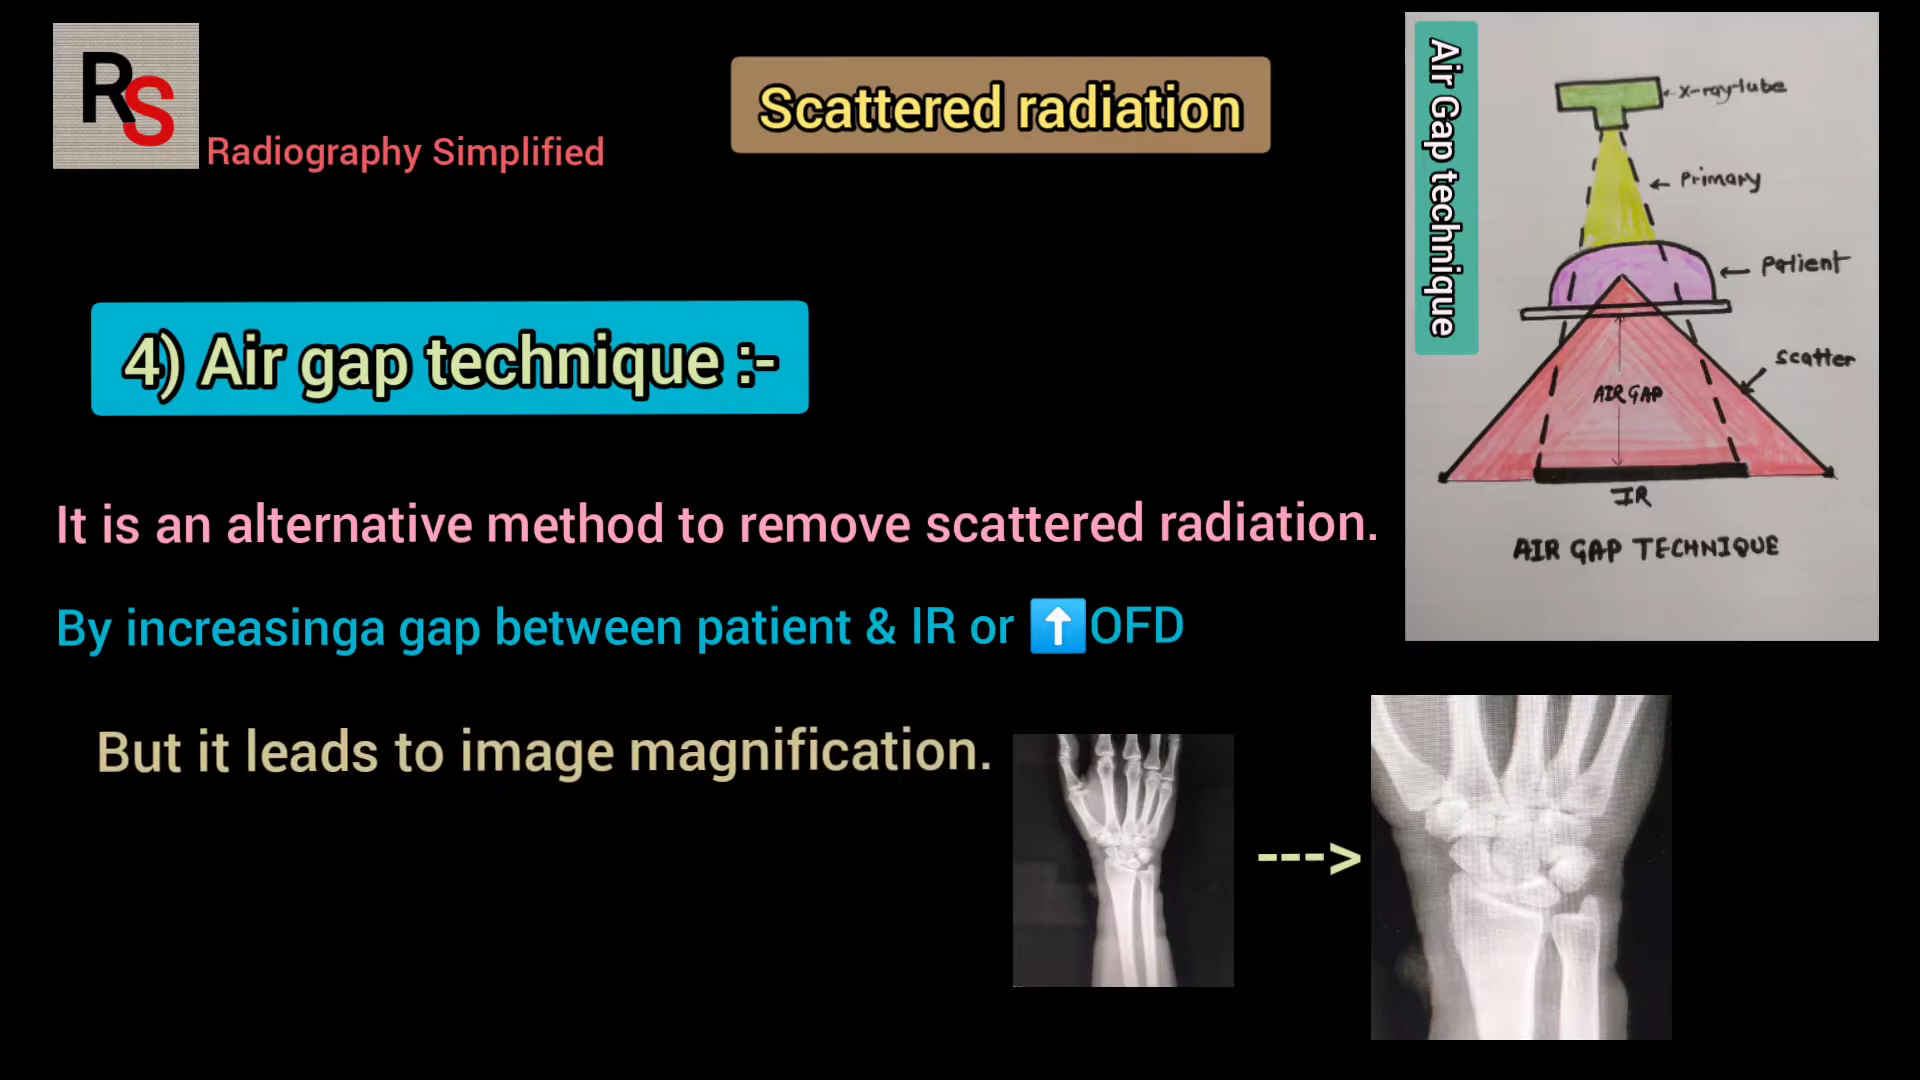 RS
Radiography Simplified
Scattered radiation
4) Air gap technique :-
It is an alternative method to remove scattered radiation.
By increasinga gap between patient & IR or ⬆️OFD
But it leads to image magnification.
--->
Air Gap technique
x-ray-tube
Primary
Patient
scatter
AIR GAP
IR
AIR GAP TECHNIQUE